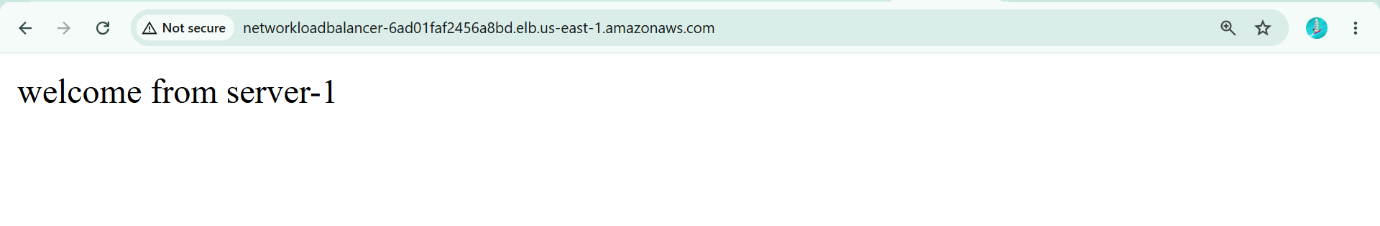 Not secure networkloadbalancer-6ad01faf2456a8bd.elb.us-east-1.amazonaws.com
welcome from server-1